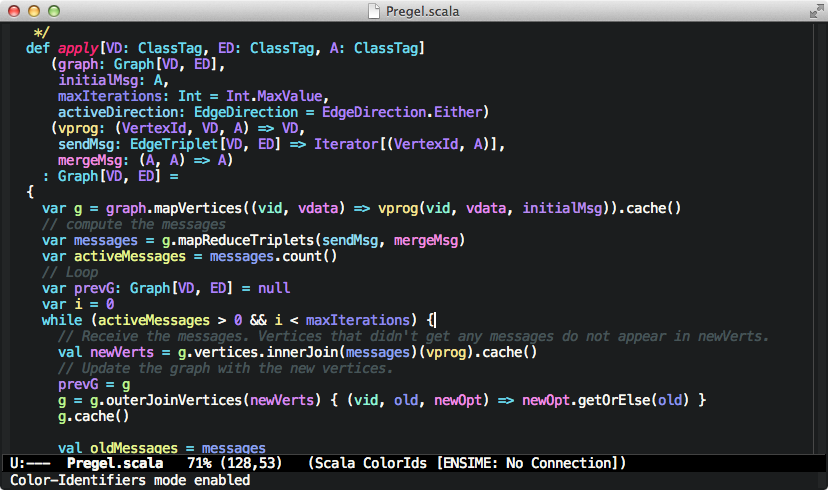 Pregel.scala
 */
def apply[VD: ClassTag, ED: ClassTag, A: ClassTag]
   (graph: Graph[VD, ED],
    initialMsg: A,
    maxIterations: Int = Int.MaxValue,
    activeDirection: EdgeDirection = EdgeDirection.Either)
   (vprog: (VertexId, VD, A) => VD,
    sendMsg: EdgeTriplet[VD, ED] => Iterator[(VertexId, A)],
    mergeMsg: (A, A) => A)
  : Graph[VD, ED] =
{
  var g = graph.mapVertices((vid, vdata) => vprog(vid, vdata, initialMsg)).cache()
  // compute the messages
  var messages = g.mapReduceTriplets(sendMsg, mergeMsg)
  var activeMessages = messages.count()
  // Loop
  var prevG: Graph[VD, ED] = null
  var i = 0
  while (activeMessages > 0 && i < maxIterations) {
    // Receive the messages. Vertices that didn't get any messages do not appear in newVerts.
    val newVerts = g.vertices.innerJoin(messages)(vprog).cache()
    // Update the graph with the new vertices.
    prevG = g
    g = g.outerJoinVertices(newVerts) { (vid, old, newOpt) => newOpt.getOrElse(old) }
    g.cache()
    val oldMessages = messages
U:---  Pregel.scala   71% (128,53)   (Scala ColorIds [ENSIME: No Connection])
Color-Identifiers mode enabled